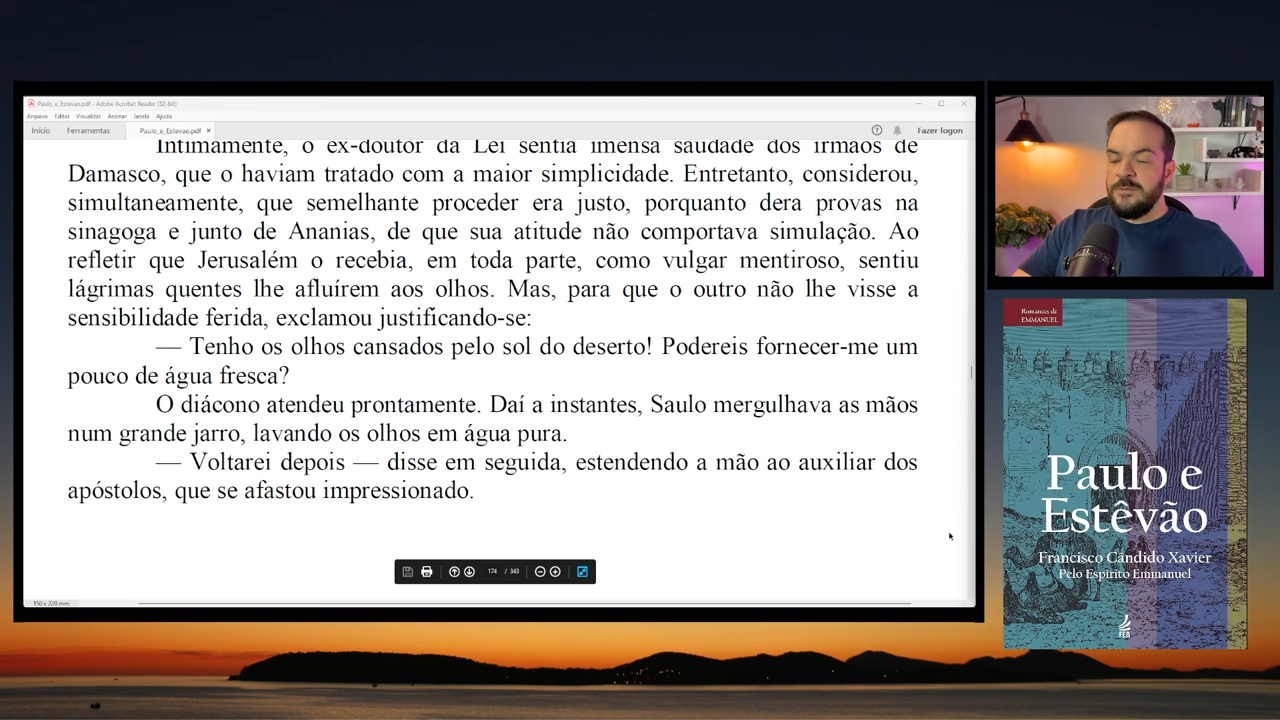 Paulo_e_Estevao.pdf - Adobe Acrobat Reader (32-bit)
Arquivo Editar Visualizar Assinar Janela Ajuda
Início Ferramentas Paulo_e_Estevao.pdf × Fazer logon
Intimamente, o ex-doutor da Lei sentia imensa saudade dos irmãos de
Damasco, que o haviam tratado com a maior simplicidade. Entretanto, considerou,
simultaneamente, que semelhante proceder era justo, porquanto dera provas na
sinagoga e junto de Ananias, de que sua atitude não comportava simulação. Ao
refletir que Jerusalém o recebia, em toda parte, como vulgar mentiroso, sentiu
lágrimas quentes lhe afluírem aos olhos. Mas, para que o outro não lhe visse a
sensibilidade ferida, exclamou justificando-se:
— Tenho os olhos cansados pelo sol do deserto! Podereis fornecer-me um
pouco de água fresca?
O diácono atendeu prontamente. Daí a instantes, Saulo mergulhava as mãos
num grande jarro, lavando os olhos em água pura.
— Voltarei depois — disse em seguida, estendendo a mão ao auxiliar dos
apóstolos, que se afastou impressionado.
174 / 343
150 x 220 mm
Romances de
EMMANUEL
Paulo e
Estêvão
Francisco Cândido Xavier
Pelo Espírito Emmanuel
FEB